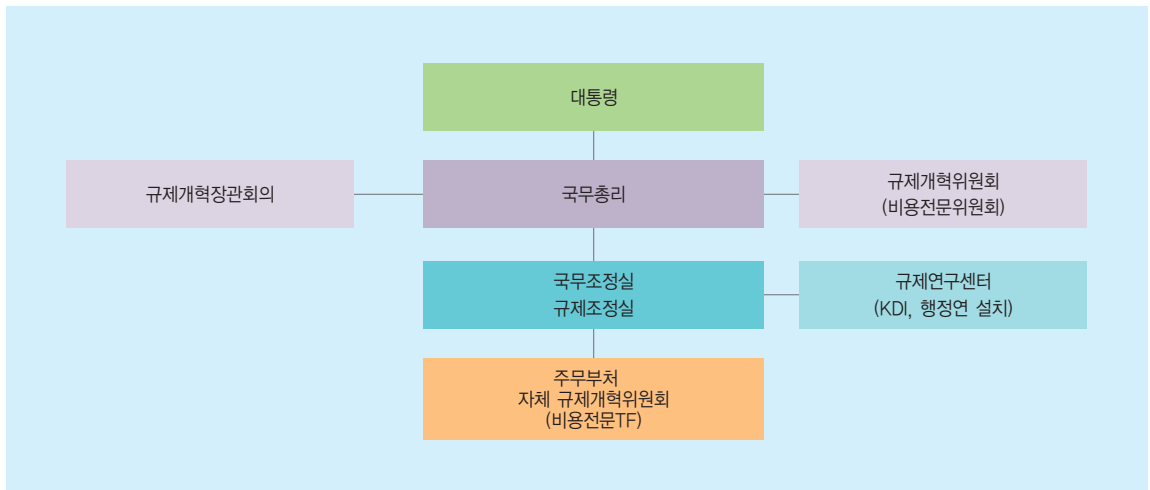 대통령
규제개혁장관회의
국무총리
규제개혁위원회
(비용전문위원회)
국무조정실
규제조정실
규제연구센터
(KDI, 행정연 설치)
주무부처
자체 규제개혁위원회
(비용전문TF)